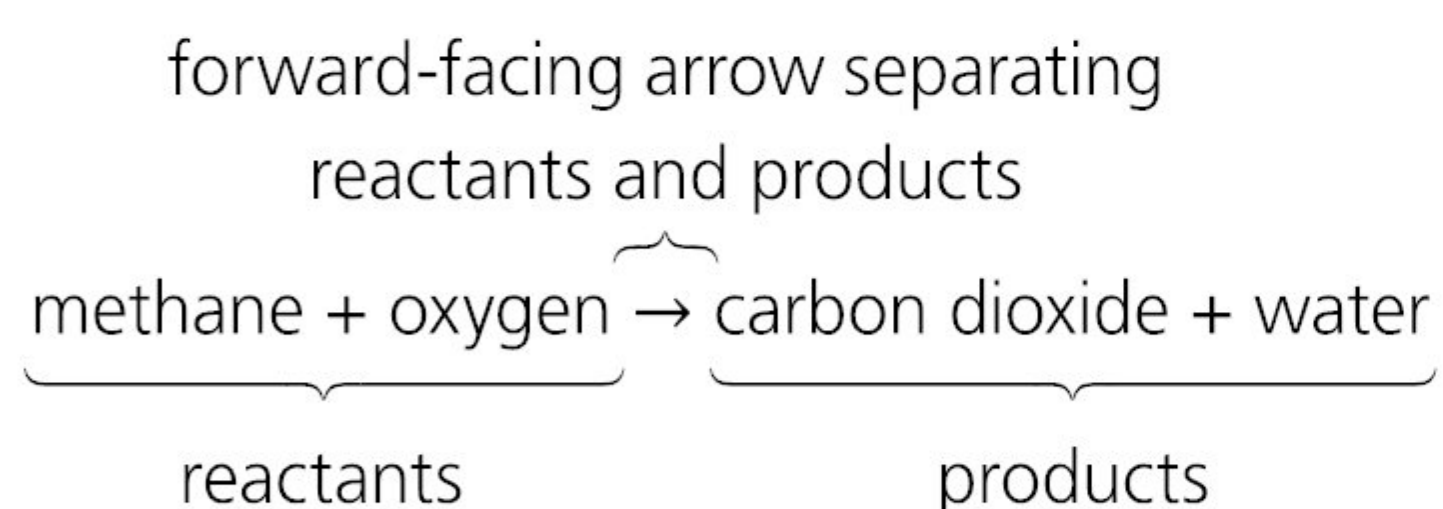 forward-facing arrow separating
reactants and products
methane + oxygen → carbon dioxide + water
reactants products